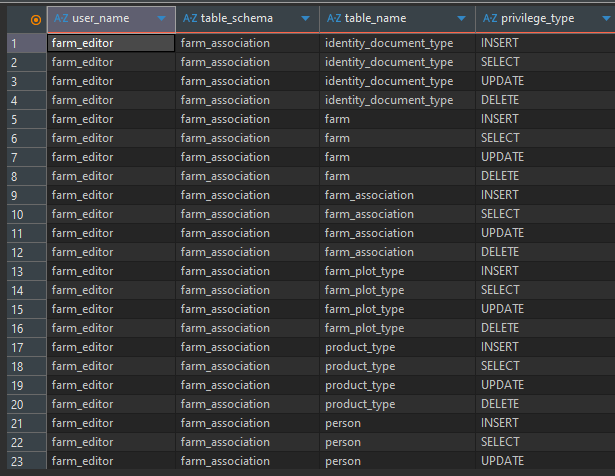 A-Z user_name A-Z table_schema A-Z table_name A-Z privilege_type
1 farm_editor farm_association identity_document_type INSERT
2 farm_editor farm_association identity_document_type SELECT
3 farm_editor farm_association identity_document_type UPDATE
4 farm_editor farm_association identity_document_type DELETE
5 farm_editor farm_association farm INSERT
6 farm_editor farm_association farm SELECT
7 farm_editor farm_association farm UPDATE
8 farm_editor farm_association farm DELETE
9 farm_editor farm_association farm_association INSERT
10 farm_editor farm_association farm_association SELECT
11 farm_editor farm_association farm_association UPDATE
12 farm_editor farm_association farm_association DELETE
13 farm_editor farm_association farm_plot_type INSERT
14 farm_editor farm_association farm_plot_type SELECT
15 farm_editor farm_association farm_plot_type UPDATE
16 farm_editor farm_association farm_plot_type DELETE
17 farm_editor farm_association product_type INSERT
18 farm_editor farm_association product_type SELECT
19 farm_editor farm_association product_type UPDATE
20 farm_editor farm_association product_type DELETE
21 farm_editor farm_association person INSERT
22 farm_editor farm_association person SELECT
23 farm_editor farm_association person UPDATE